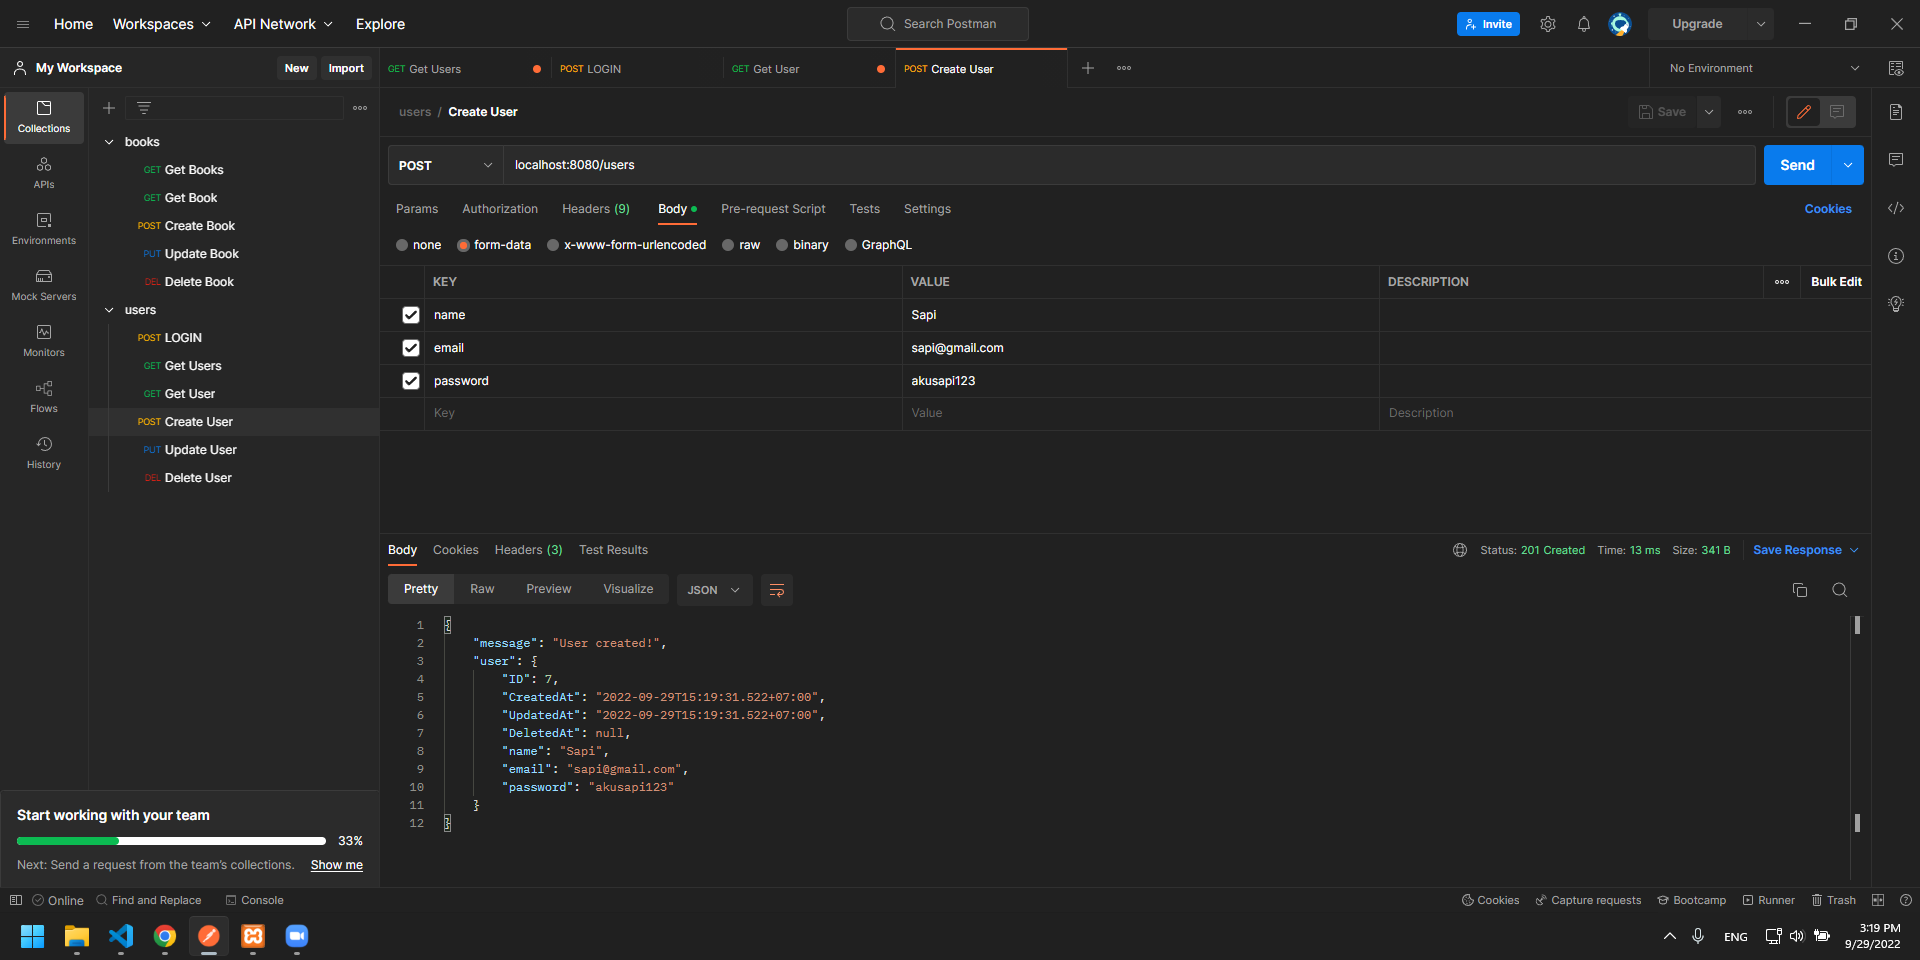 Home Workspaces API Network Explore Search Postman Invite Upgrade
My Workspace New Import GET Get Users POST LOGIN GET Get User POST Create User No Environment
users / Create User Save
Collections
APIs
Environments
Mock Servers
Monitors
Flows
History
books
GET Get Books
GET Get Book
POST Create Book
PUT Update Book
DEL Delete Book
users
POST LOGIN
GET Get Users
GET Get User
POST Create User
PUT Update User
DEL Delete User
POST localhost:8080/users Send
Params Authorization Headers (9) Body Pre-request Script Tests Settings Cookies
none form-data x-www-form-urlencoded raw binary GraphQL
KEY VALUE DESCRIPTION Bulk Edit
name Sapi
email sapi@gmail.com
password akusapi123
Key Value Description
Body Cookies Headers (3) Test Results Status: 201 Created Time: 13 ms Size: 341 B Save Response
Pretty Raw Preview Visualize JSON
1 {
2 "message": "User created!",
3 "user": {
4 "ID": 7,
5 "CreatedAt": "2022-09-29T15:19:31.522+07:00",
6 "UpdatedAt": "2022-09-29T15:19:31.522+07:00",
7 "DeletedAt": null,
8 "name": "Sapi",
9 "email": "sapi@gmail.com",
10 "password": "akusapi123"
11 }
12 }
Start working with your team
33%
Next: Send a request from the team's collections. Show me
Online Find and Replace Console Cookies Capture requests Bootcamp Runner Trash
ENG 3:19 PM
9/29/2022